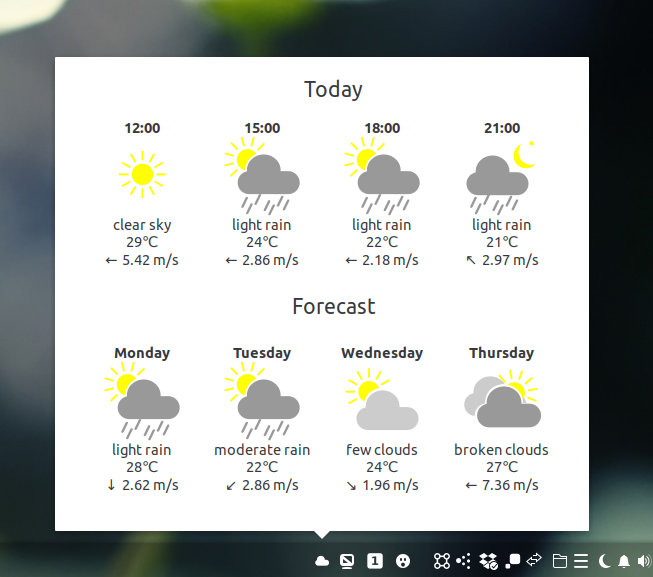 Today
12:00 15:00 18:00 21:00
clear sky light rain light rain light rain
29°C 24°C 22°C 21°C
← 5.42 m/s ← 2.86 m/s ← 2.18 m/s ↖ 2.97 m/s
Forecast
Monday Tuesday Wednesday Thursday
light rain moderate rain few clouds broken clouds
28°C 22°C 24°C 27°C
↓ 2.62 m/s ↙ 2.86 m/s ↘ 1.96 m/s ← 7.36 m/s
1